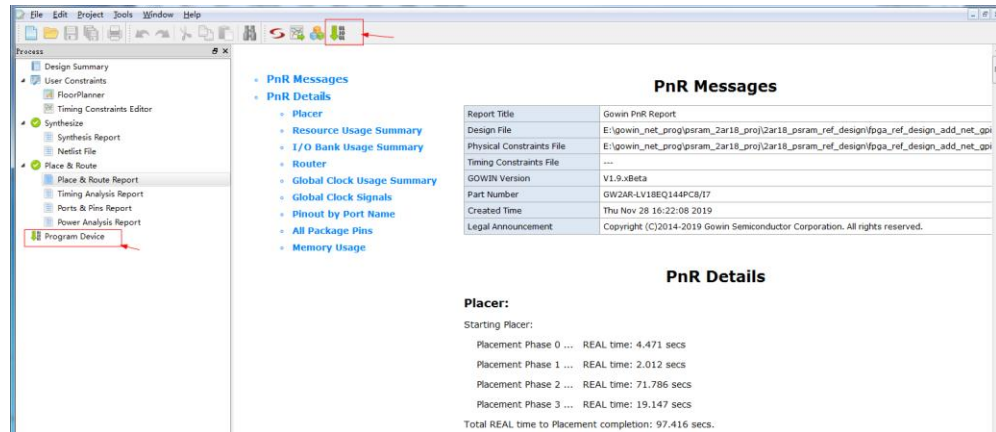 File Edit Project Tools Window Help
Process
Design Summary
User Constraints
FloorPlanner
Timing Constraints Editor
Synthesize
Synthesis Report
Netlist File
Place & Route
Place & Route Report
Timing Analysis Report
Ports & Pins Report
Power Analysis Report
Program Device
PnR Messages
PnR Details
Placer
Resource Usage Summary
I/O Bank Usage Summary
Router
Global Clock Usage Summary
Global Clock Signals
Pinout by Port Name
All Package Pins
Memory Usage
PnR Messages
Report Title Gowin PnR Report
Design File E:\gowin_net_prog\psram_2ar18_proj\2ar18_psram_ref_design\fpga_ref_design_add_net_gpi
Physical Constraints File E:\gowin_net_prog\psram_2ar18_proj\2ar18_psram_ref_design\fpga_ref_design_add_net_gpi
Timing Constraints File ---
GOWIN Version V1.9.xBeta
Part Number GW2AR-LV18EQ144PC8/I7
Created Time Thu Nov 28 16:22:08 2019
Legal Announcement Copyright (C)2014-2019 Gowin Semiconductor Corporation. All rights reserved.
PnR Details
Placer:
Starting Placer:
Placement Phase 0 ... REAL time: 4.471 secs
Placement Phase 1 ... REAL time: 2.012 secs
Placement Phase 2 ... REAL time: 71.786 secs
Placement Phase 3 ... REAL time: 19.147 secs
Total REAL time to Placement completion: 97.416 secs.